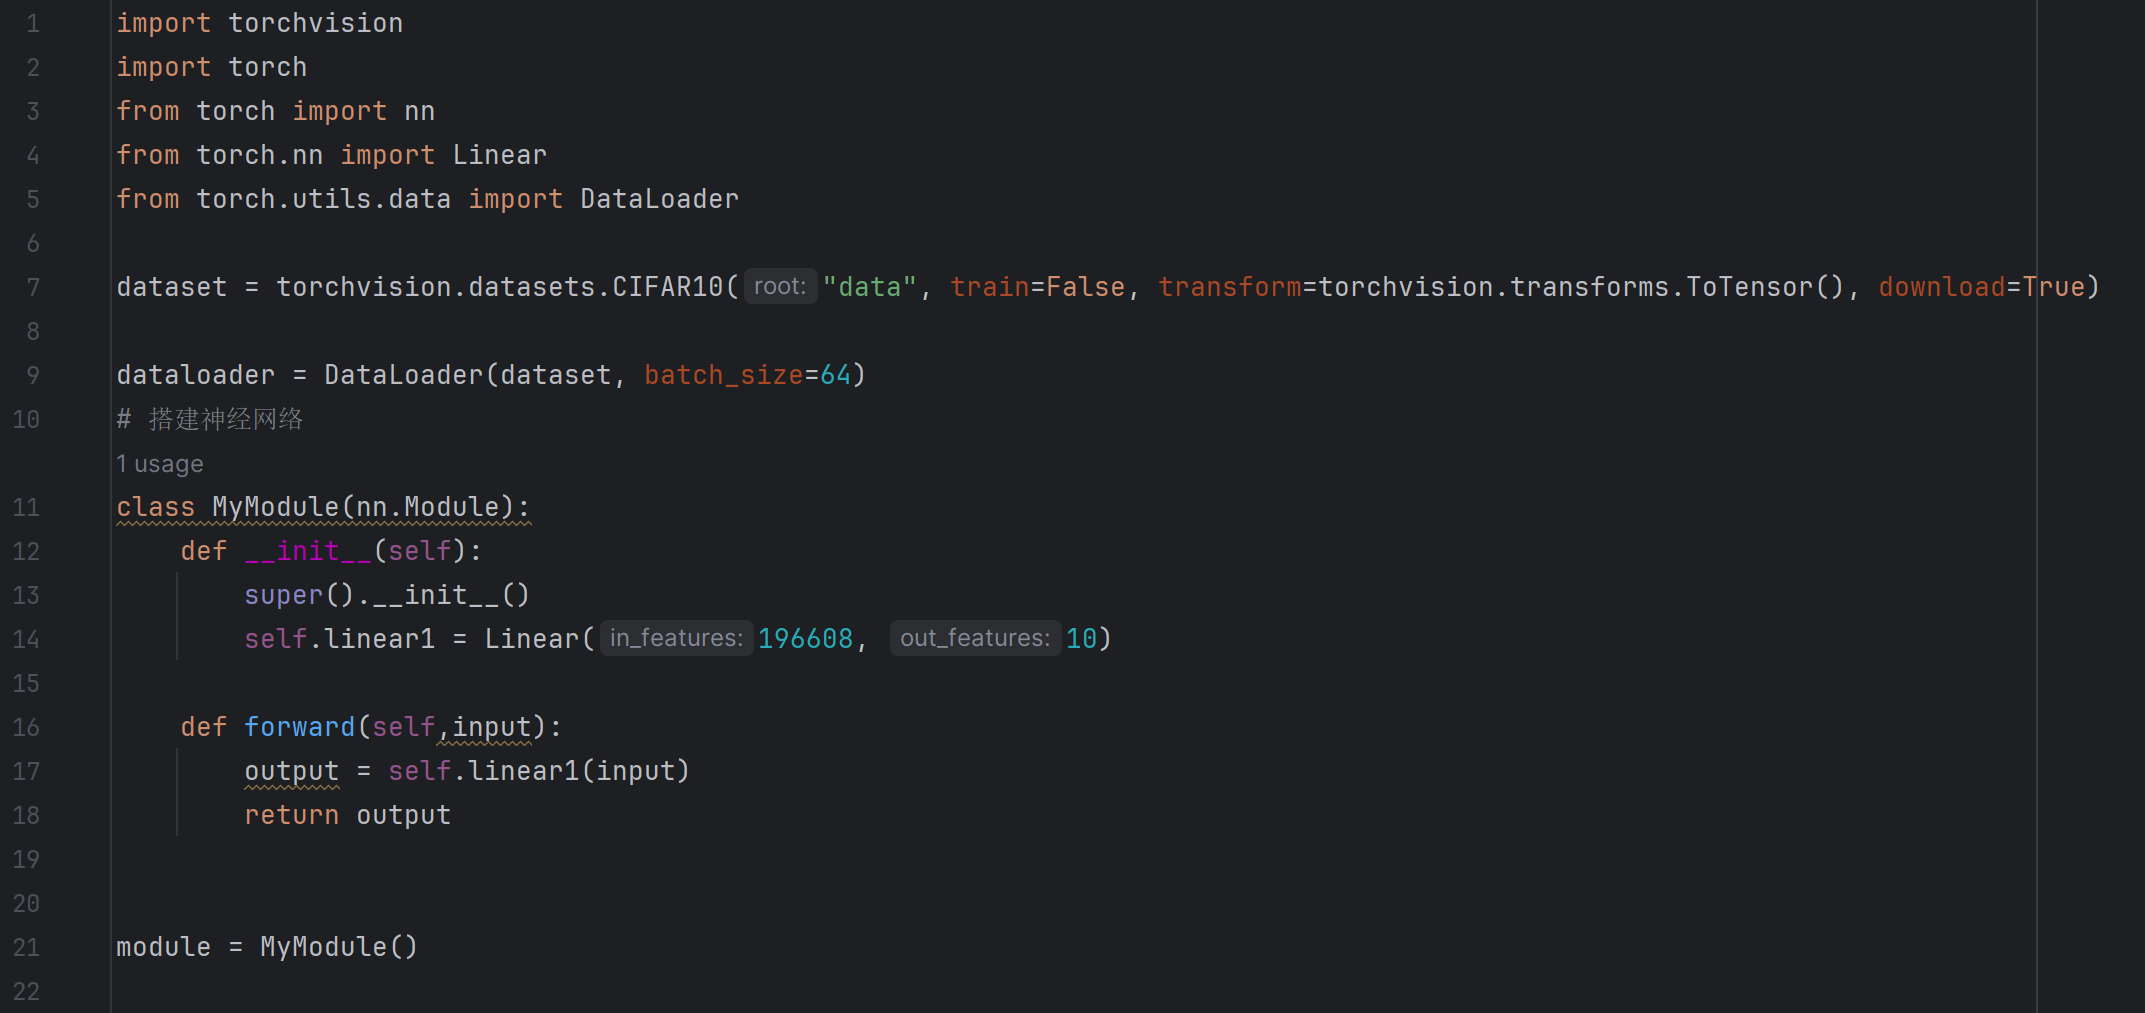 1 import torchvision
2 import torch
3 from torch import nn
4 from torch.nn import Linear
5 from torch.utils.data import DataLoader
6
7 dataset = torchvision.datasets.CIFAR10( root: "data", train=False, transform=torchvision.transforms.ToTensor(), download=True)
8
9 dataloader = DataLoader(dataset, batch_size=64)
10 # 搭建神经网络
1 usage
11 class MyModule(nn.Module):
12     def __init__(self):
13         super().__init__()
14         self.linear1 = Linear( in_features: 196608,  out_features: 10)
15
16     def forward(self,input):
17         output = self.linear1(input)
18         return output
19
20
21 module = MyModule()
22